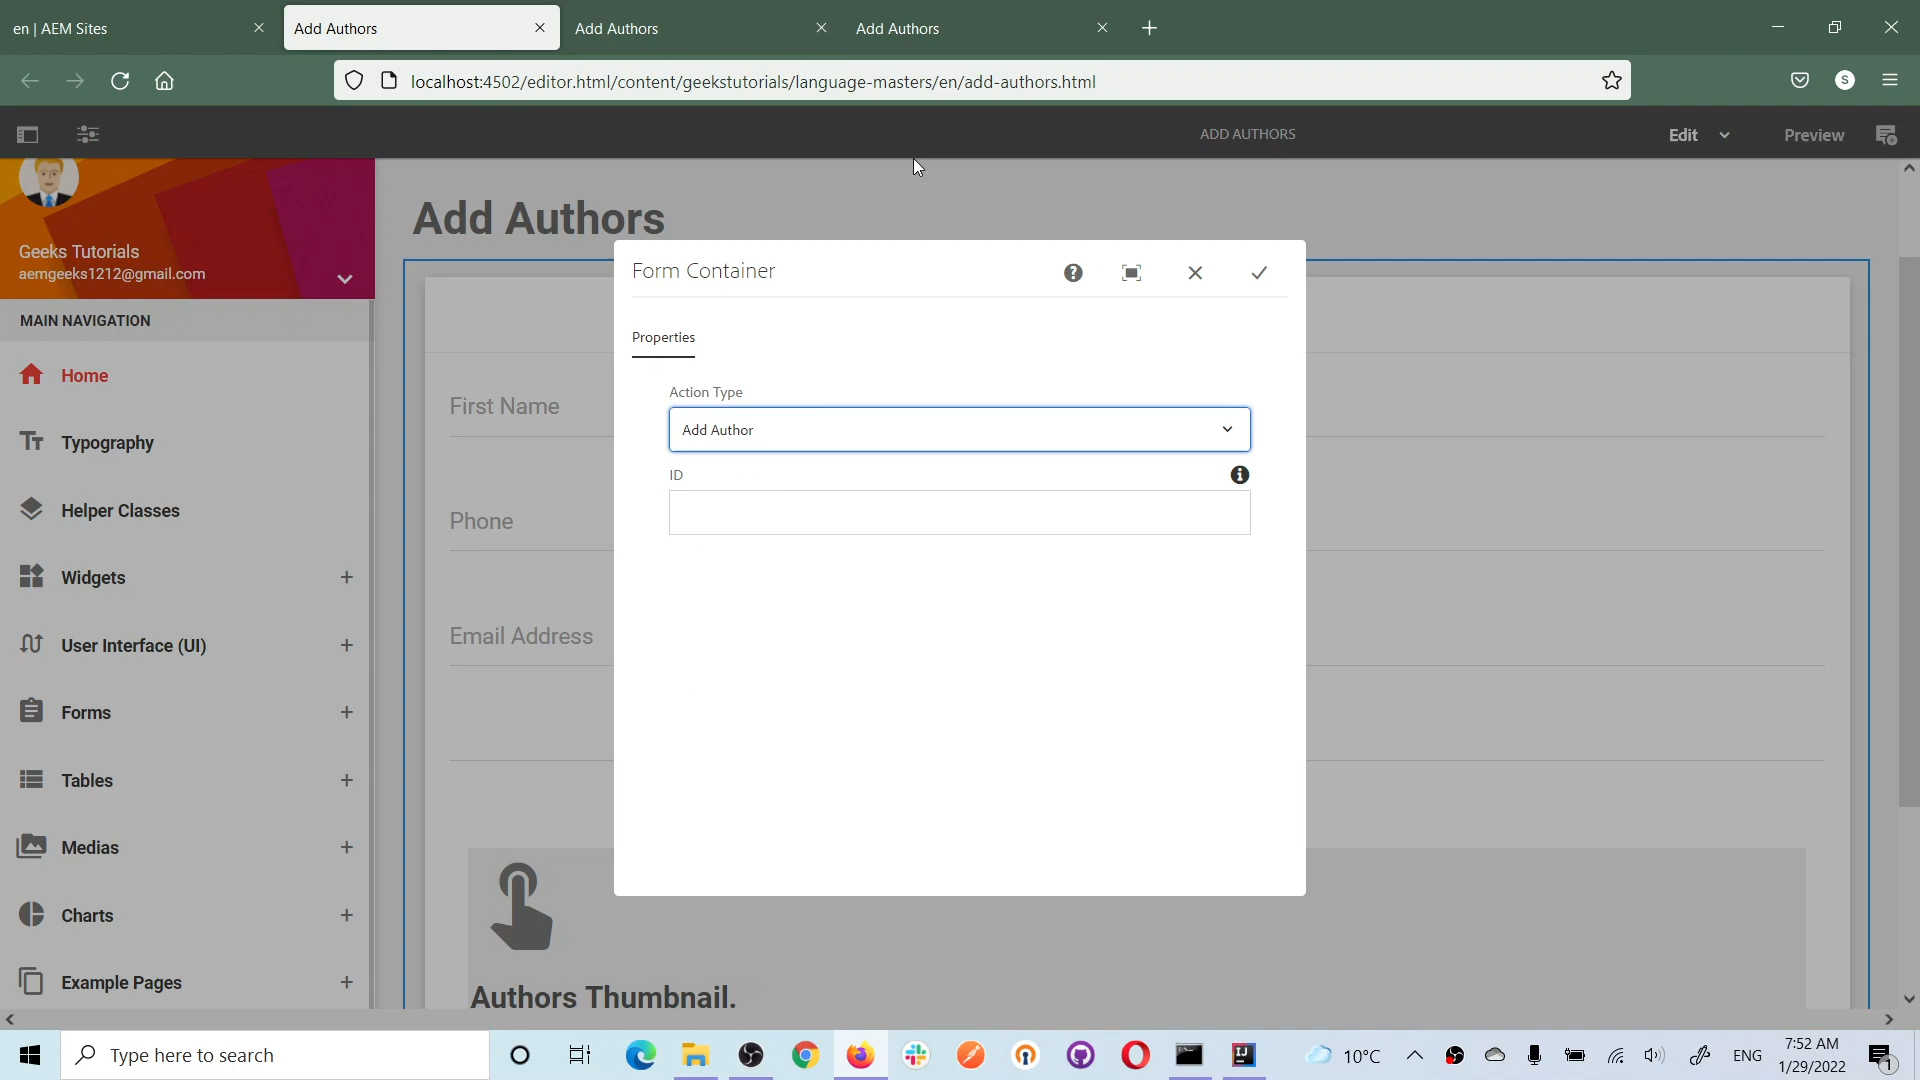 en | AEM Sites
Add Authors
Add Authors
Add Authors
localhost:4502/editor.html/content/geekstutorials/language-masters/en/add-authors.html
S
ADD AUTHORS
Edit
Preview
Geeks Tutorials
aemgeeks1212@gmail.com
MAIN NAVIGATION
Home
Typography
Helper Classes
Widgets
User Interface (UI)
Forms
Tables
Medias
Charts
Example Pages
Add Authors
First Name
Phone
Email Address
Authors Thumbnail.
Form Container
Properties
Action Type
Add Author
ID
Type here to search
10°C
ENG
7:52 AM
1/29/2022
1